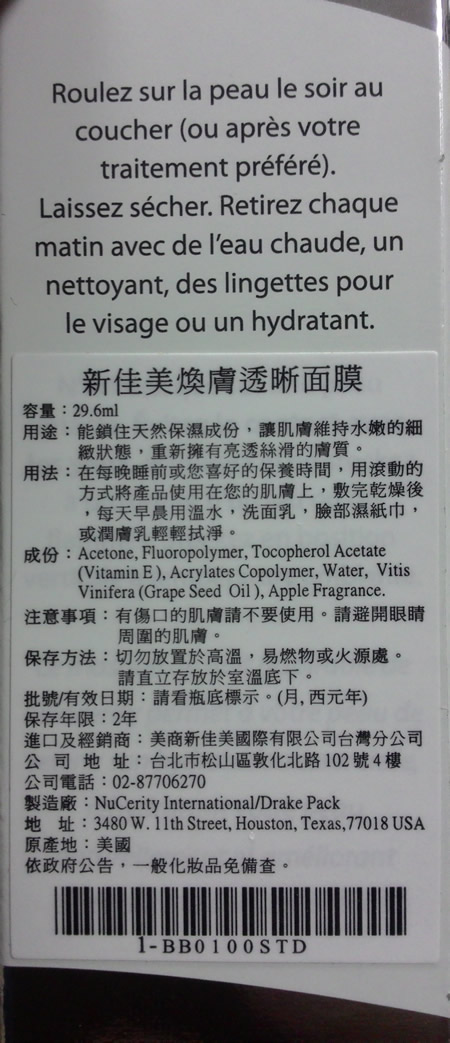 Roulez sur la peau le soir au
coucher (ou après votre
traitement préféré).
Laissez sécher. Retirez chaque
matin avec de l'eau chaude, un
nettoyant, des lingettes pour
le visage ou un hydratant.
新佳美煥膚透晰面膜
容量：29.6ml
用途：能鎖住天然保濕成份，讓肌膚維持水嫩的細
緻狀態，重新擁有亮透絲滑的膚質。
用法：在每晚睡前或您喜好的保養時間，用滾動的
方式將產品使用在您的肌膚上，敷完乾燥後
，每天早晨用溫水，洗面乳，臉部濕紙巾，
或潤膚乳輕輕拭淨。
成份：Acetone, Fluoropolymer, Tocopherol Acetate
(Vitamin E ), Acrylates Copolymer, Water, Vitis
Vinifera (Grape Seed Oil ), Apple Fragrance.
注意事項：有傷口的肌膚請不要使用。請避開眼睛
周圍的肌膚。
保存方法：切勿放置於高溫，易燃物或火源處。
請直立存放於室溫底下。
批號/有效日期：請看瓶底標示。(月, 西元年)
保存年限：2年
進口及經銷商：美商新佳美國際有限公司台灣分公司
公 司 地 址：台北市松山區敦化北路102號4樓
公司電話：02-87706270
製造廠：NuCerity International/Drake Pack
地 址：3480 W. 11th Street, Houston, Texas,77018 USA
原產地：美國
依政府公告，一般化妝品免備查。
1-BB0100STD